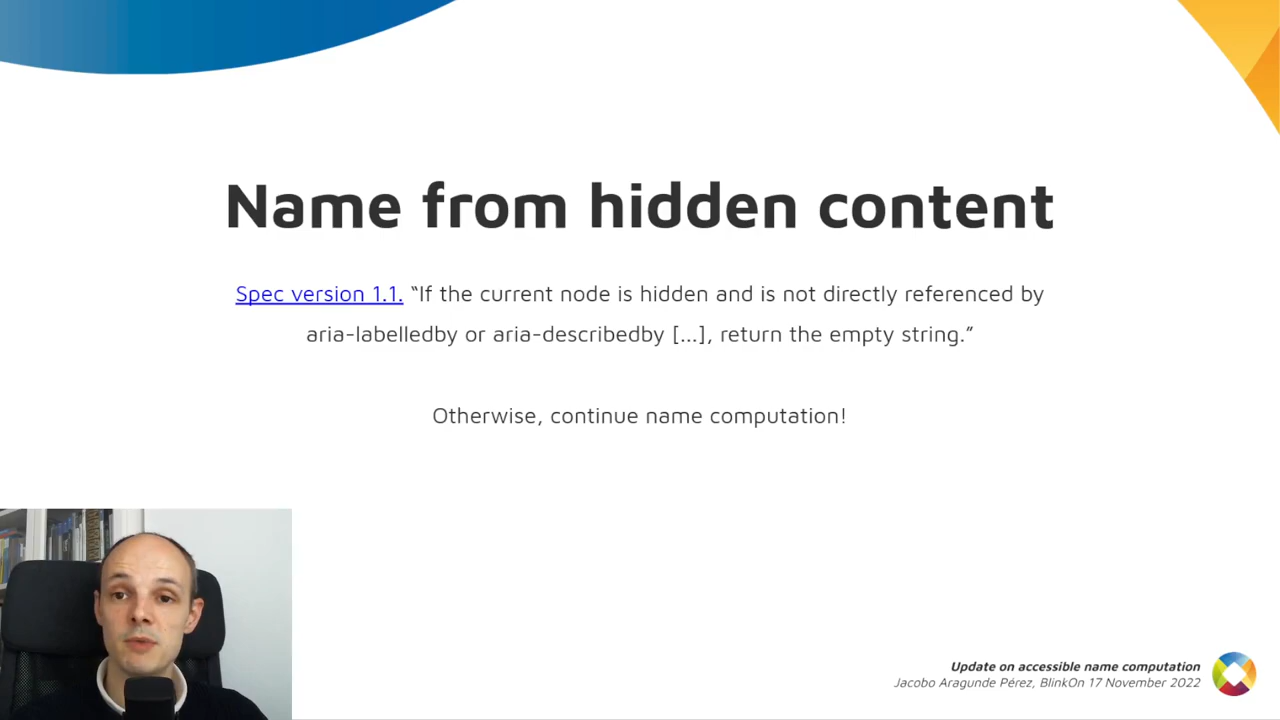 Name from hidden content
Spec version 1.1. “If the current node is hidden and is not directly referenced by
aria-labelledby or aria-describedby [...], return the empty string.”
Otherwise, continue name computation!
Update on accessible name computation
Jacobo Aragunde Pérez, BlinkOn 17 November 2022